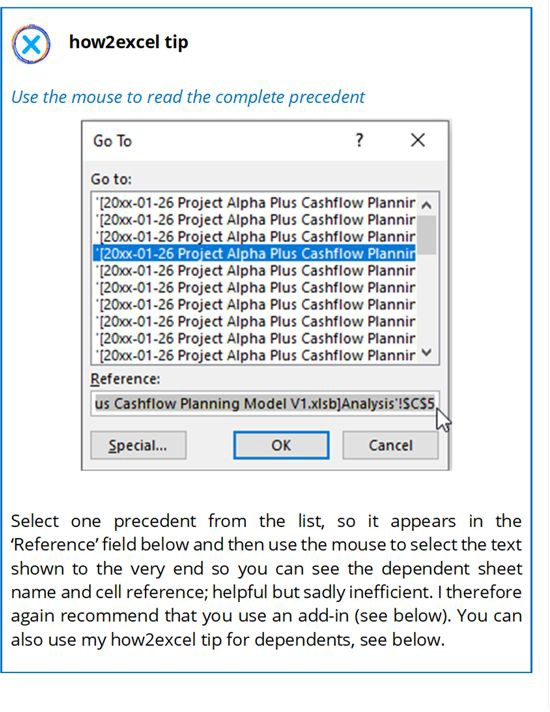 how2excel tip
Use the mouse to read the complete precedent
Go To
?
Go to:
'[20xx-01-26 Project Alpha Plus Cashflow Plannir
'[20xx-01-26 Project Alpha Plus Cashflow Plannir
'[20xx-01-26 Project Alpha Plus Cashflow Plannir
'[20xx-01-26 Project Alpha Plus Cashflow Plannir
'[20xx-01-26 Project Alpha Plus Cashflow Plannir
'[20xx-01-26 Project Alpha Plus Cashflow Plannir
'[20xx-01-26 Project Alpha Plus Cashflow Plannir
'[20xx-01-26 Project Alpha Plus Cashflow Plannir
'[20xx-01-26 Project Alpha Plus Cashflow Plannir
'[20xx-01-26 Project Alpha Plus Cashflow Plannir
Reference:
us Cashflow Planning Model V1.xlsb]Analysis'!$C$5
Special...
OK
Cancel
Select one precedent from the list, so it appears in the
‘Reference’ field below and then use the mouse to select the text
shown to the very end so you can see the dependent sheet
name and cell reference; helpful but sadly inefficient. I therefore
again recommend that you use an add-in (see below). You can
also use my how2excel tip for dependents, see below.